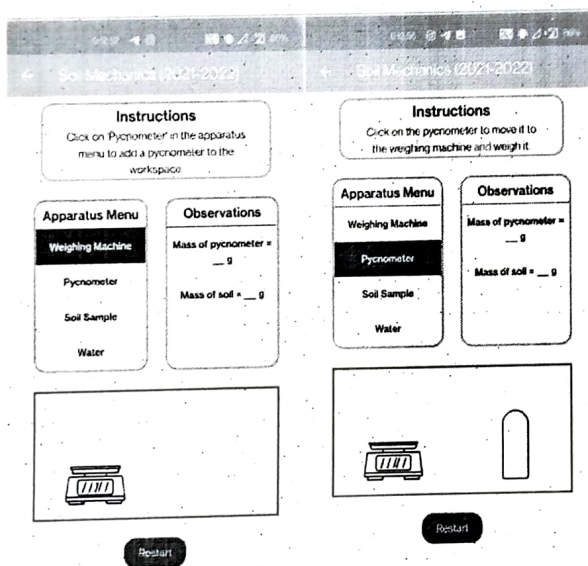 Soil Mechanics (2021-2022)
Instructions
Click on 'Pycnometer' in the apparatus
menu to add a pycnometer to the
workspace
Apparatus Menu
Weighing Machine
Pycnometer
Soil Sample
Water
Observations
Mass of pycnometer =
__ g
Mass of soil = __ g
Restart
Soil Mechanics (2021-2022)
Instructions
Click on the pycnometer to move it to
the weighing machine and weigh it
Apparatus Menu
Weighing Machine
Pycnometer
Soil Sample
Water
Observations
Mass of pycnometer =
__ g
Mass of soil = __ g
Restart